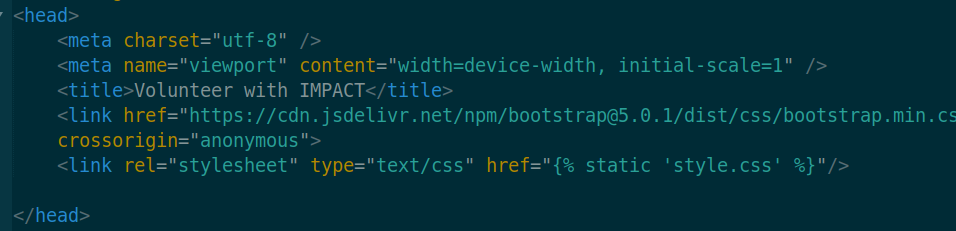 <head>
    <meta charset="utf-8" />
    <meta name="viewport" content="width=device-width, initial-scale=1" />
    <title>Volunteer with IMPACT</title>
    <link href="https://cdn.jsdelivr.net/npm/bootstrap@5.0.1/dist/css/bootstrap.min.cs
    crossorigin="anonymous">
    <link rel="stylesheet" type="text/css" href="{% static 'style.css' %}"/>
</head>